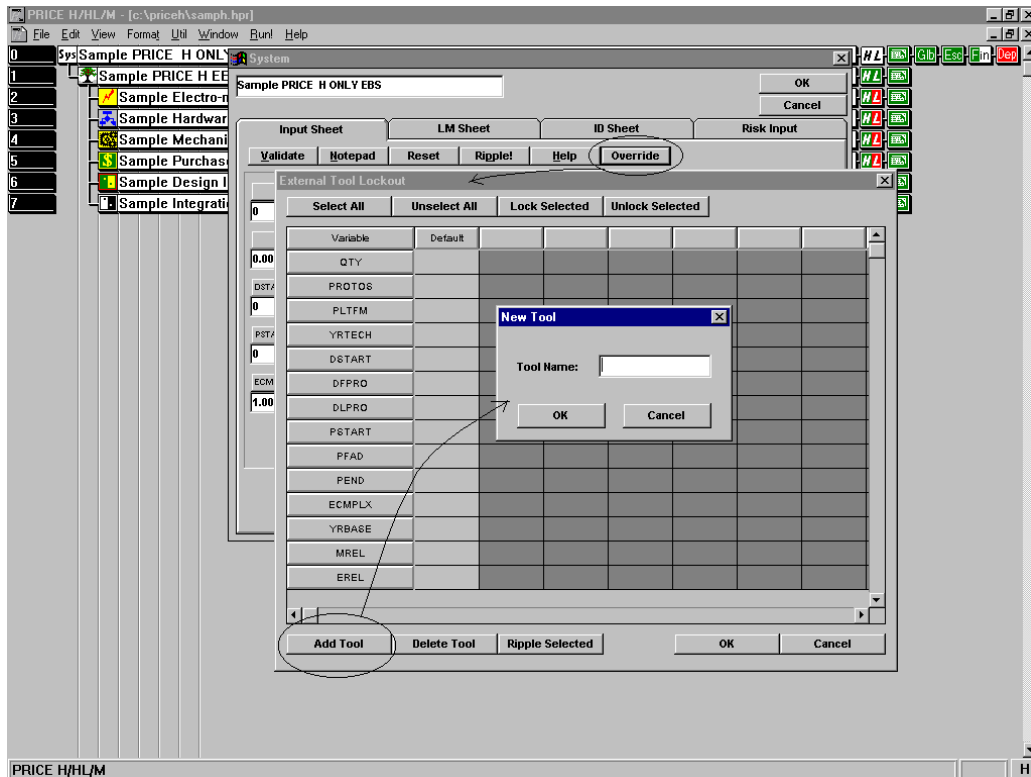 PRICE H/HL/M - [c:\priceh\samph.hpr]
File Edit View Format Util Window Run! Help
0 Sys Sample PRICE H ONLY
HL Glb Esc Fin Dep
1 Sample PRICE H EE
HL
2 Sample Electro-m
HL
3 Sample Hardwar
HL
4 Sample Mechani
HL
5 Sample Purchas
HL
6 Sample Design I
7 Sample Integrati
System
Sample PRICE H ONLY EBS
OK
Cancel
Input Sheet LM Sheet ID Sheet Risk Input
Validate Notepad Reset Ripple! Help Override
0
0.00
DSTA
0
PSTA
0
ECM
1.00
External Tool Lockout
Select All Unselect All Lock Selected Unlock Selected
Variable Default
QTY
PROTOS
PLTFM
YRTECH
DSTART
DFPRO
DLPRO
PSTART
PFAD
PEND
ECMPLX
YRBASE
MREL
EREL
New Tool
Tool Name:
OK Cancel
Add Tool Delete Tool Ripple Selected OK Cancel
PRICE H/HL/M
H